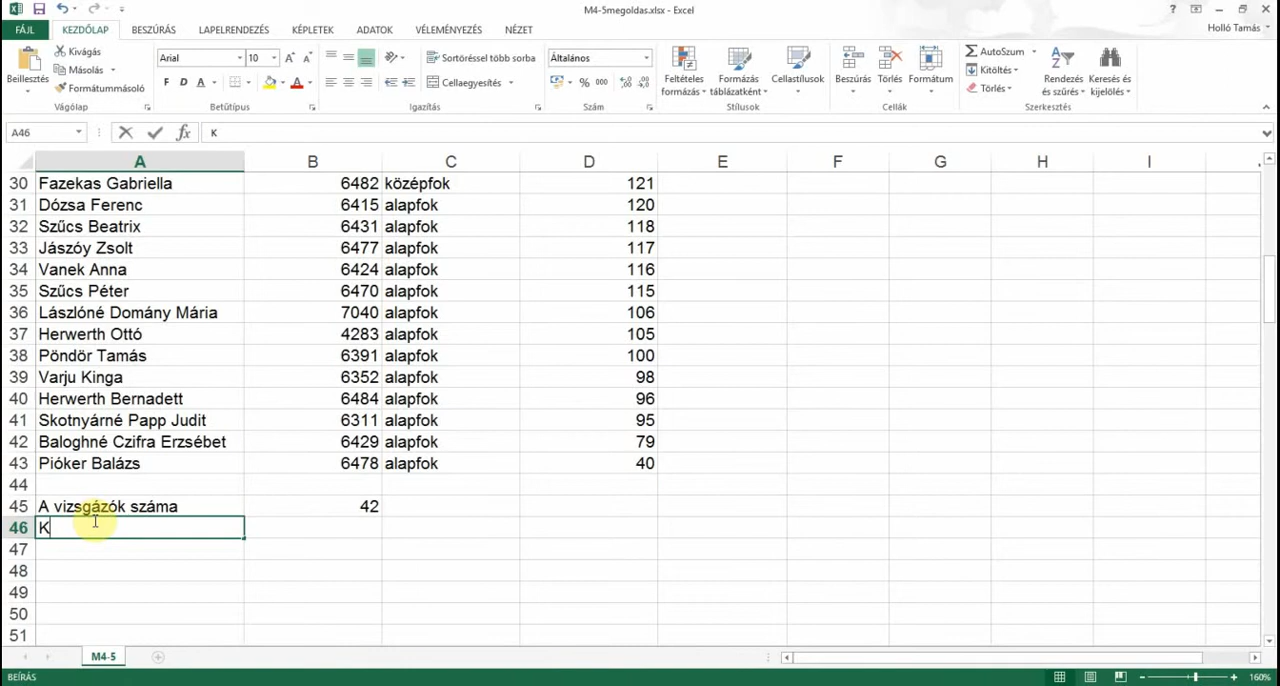 M4-5megoldas.xlsx - Excel
FÁJL KEZDŐLAP BESZÚRÁS LAPELRENDEZÉS KÉPLETEK ADATOK VÉLEMÉNYEZÉS NÉZET Holló Tamás
Beillesztés Kivágás Másolás Formátummásoló
Arial 10
F D A
Sortöréssel több sorba
Cellaegyesítés
Általános
% 000
Feltételes formázás Formázás táblázatként Cellastílusok
Beszúrás Törlés Formátum
AutoSzum Kitöltés Törlés
Rendezés és szűrés Keresés és kijelölés
Vágólap Betűtípus Igazítás Szám Stílusok Cellák Szerkesztés
A46 fx K
A B C D E F G H I
30 Fazekas Gabriella 6482 középfok 121
31 Dózsa Ferenc 6415 alapfok 120
32 Szűcs Beatrix 6431 alapfok 118
33 Jászóy Zsolt 6477 alapfok 117
34 Vanek Anna 6424 alapfok 116
35 Szűcs Péter 6470 alapfok 115
36 Lászlóné Domány Mária 7040 alapfok 106
37 Herwerth Ottó 4283 alapfok 105
38 Pöndör Tamás 6391 alapfok 100
39 Varju Kinga 6352 alapfok 98
40 Herwerth Bernadett 6484 alapfok 96
41 Skotnyárné Papp Judit 6311 alapfok 95
42 Baloghné Czifra Erzsébet 6429 alapfok 79
43 Pióker Balázs 6478 alapfok 40
44
45 A vizsgázók száma 42
46 K
47
48
49
50
51
M4-5
BEÍRÁS 160%